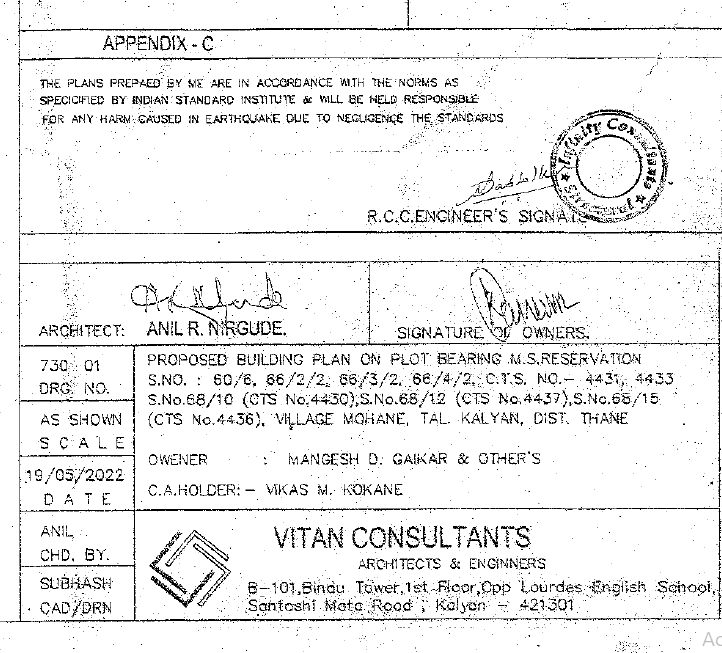 APPENDIX - C
THE PLANS PREPAED BY ME ARE IN ACCORDANCE WITH THE NORMS AS
SPECICIFIED BY INDIAN STANDARD INSTITUTE & WILL BE HELD RESPONSIBLE
FOR ANY HARM CAUSED IN EARTHQUAKE DUE TO NEGLIGENCE THE STANDARDS
Infinity Consultants
R.C.C.ENGINEER'S
ARCHITECT: ANIL R. NIRGUDE.
SIGNATURE OF OWNERS.
730 01
DRG NO.
AS SHOWN
SCALE
19/05/2022
DATE
ANIL
CHD. BY.
SUBHASH
CAD/DRN
PROPOSED BUILDING PLAN ON PLOT BEARING M.S.RESERVATION
S.NO. : 60/6, 66/2/2, 66/3/2, 66/4/2, C.T.S. NO.- 4431, 4433
S.No.68/10 (CTS No.4430),S.No.68/12 (CTS No.4437),S.No.68/15
(CTS No.4436), VILLAGE MOHANE, TAL. KALYAN, DIST. THANE
OWENER : MANGESH D. GAIKAR & OTHER'S
C.A.HOLDER:- VIKAS M. KOKANE
VITAN CONSULTANTS
ARCHITECTS & ENGINNERS
B-101,Bindu Tower,1st Floor,Opp Lourdes English School,
Santoshi Mata Road , Kalyan - 421301